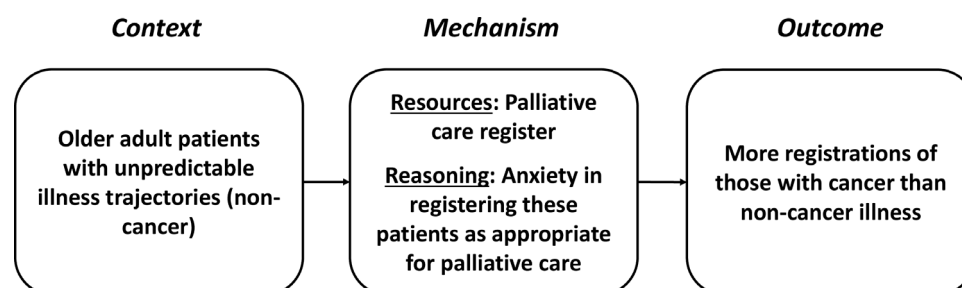 Context
Mechanism
Outcome
Older adult patients
with unpredictable
illness trajectories (non-
cancer)
Resources: Palliative
care register
Reasoning: Anxiety in
registering these
patients as appropriate
for palliative care
More registrations of
those with cancer than
non-cancer illness